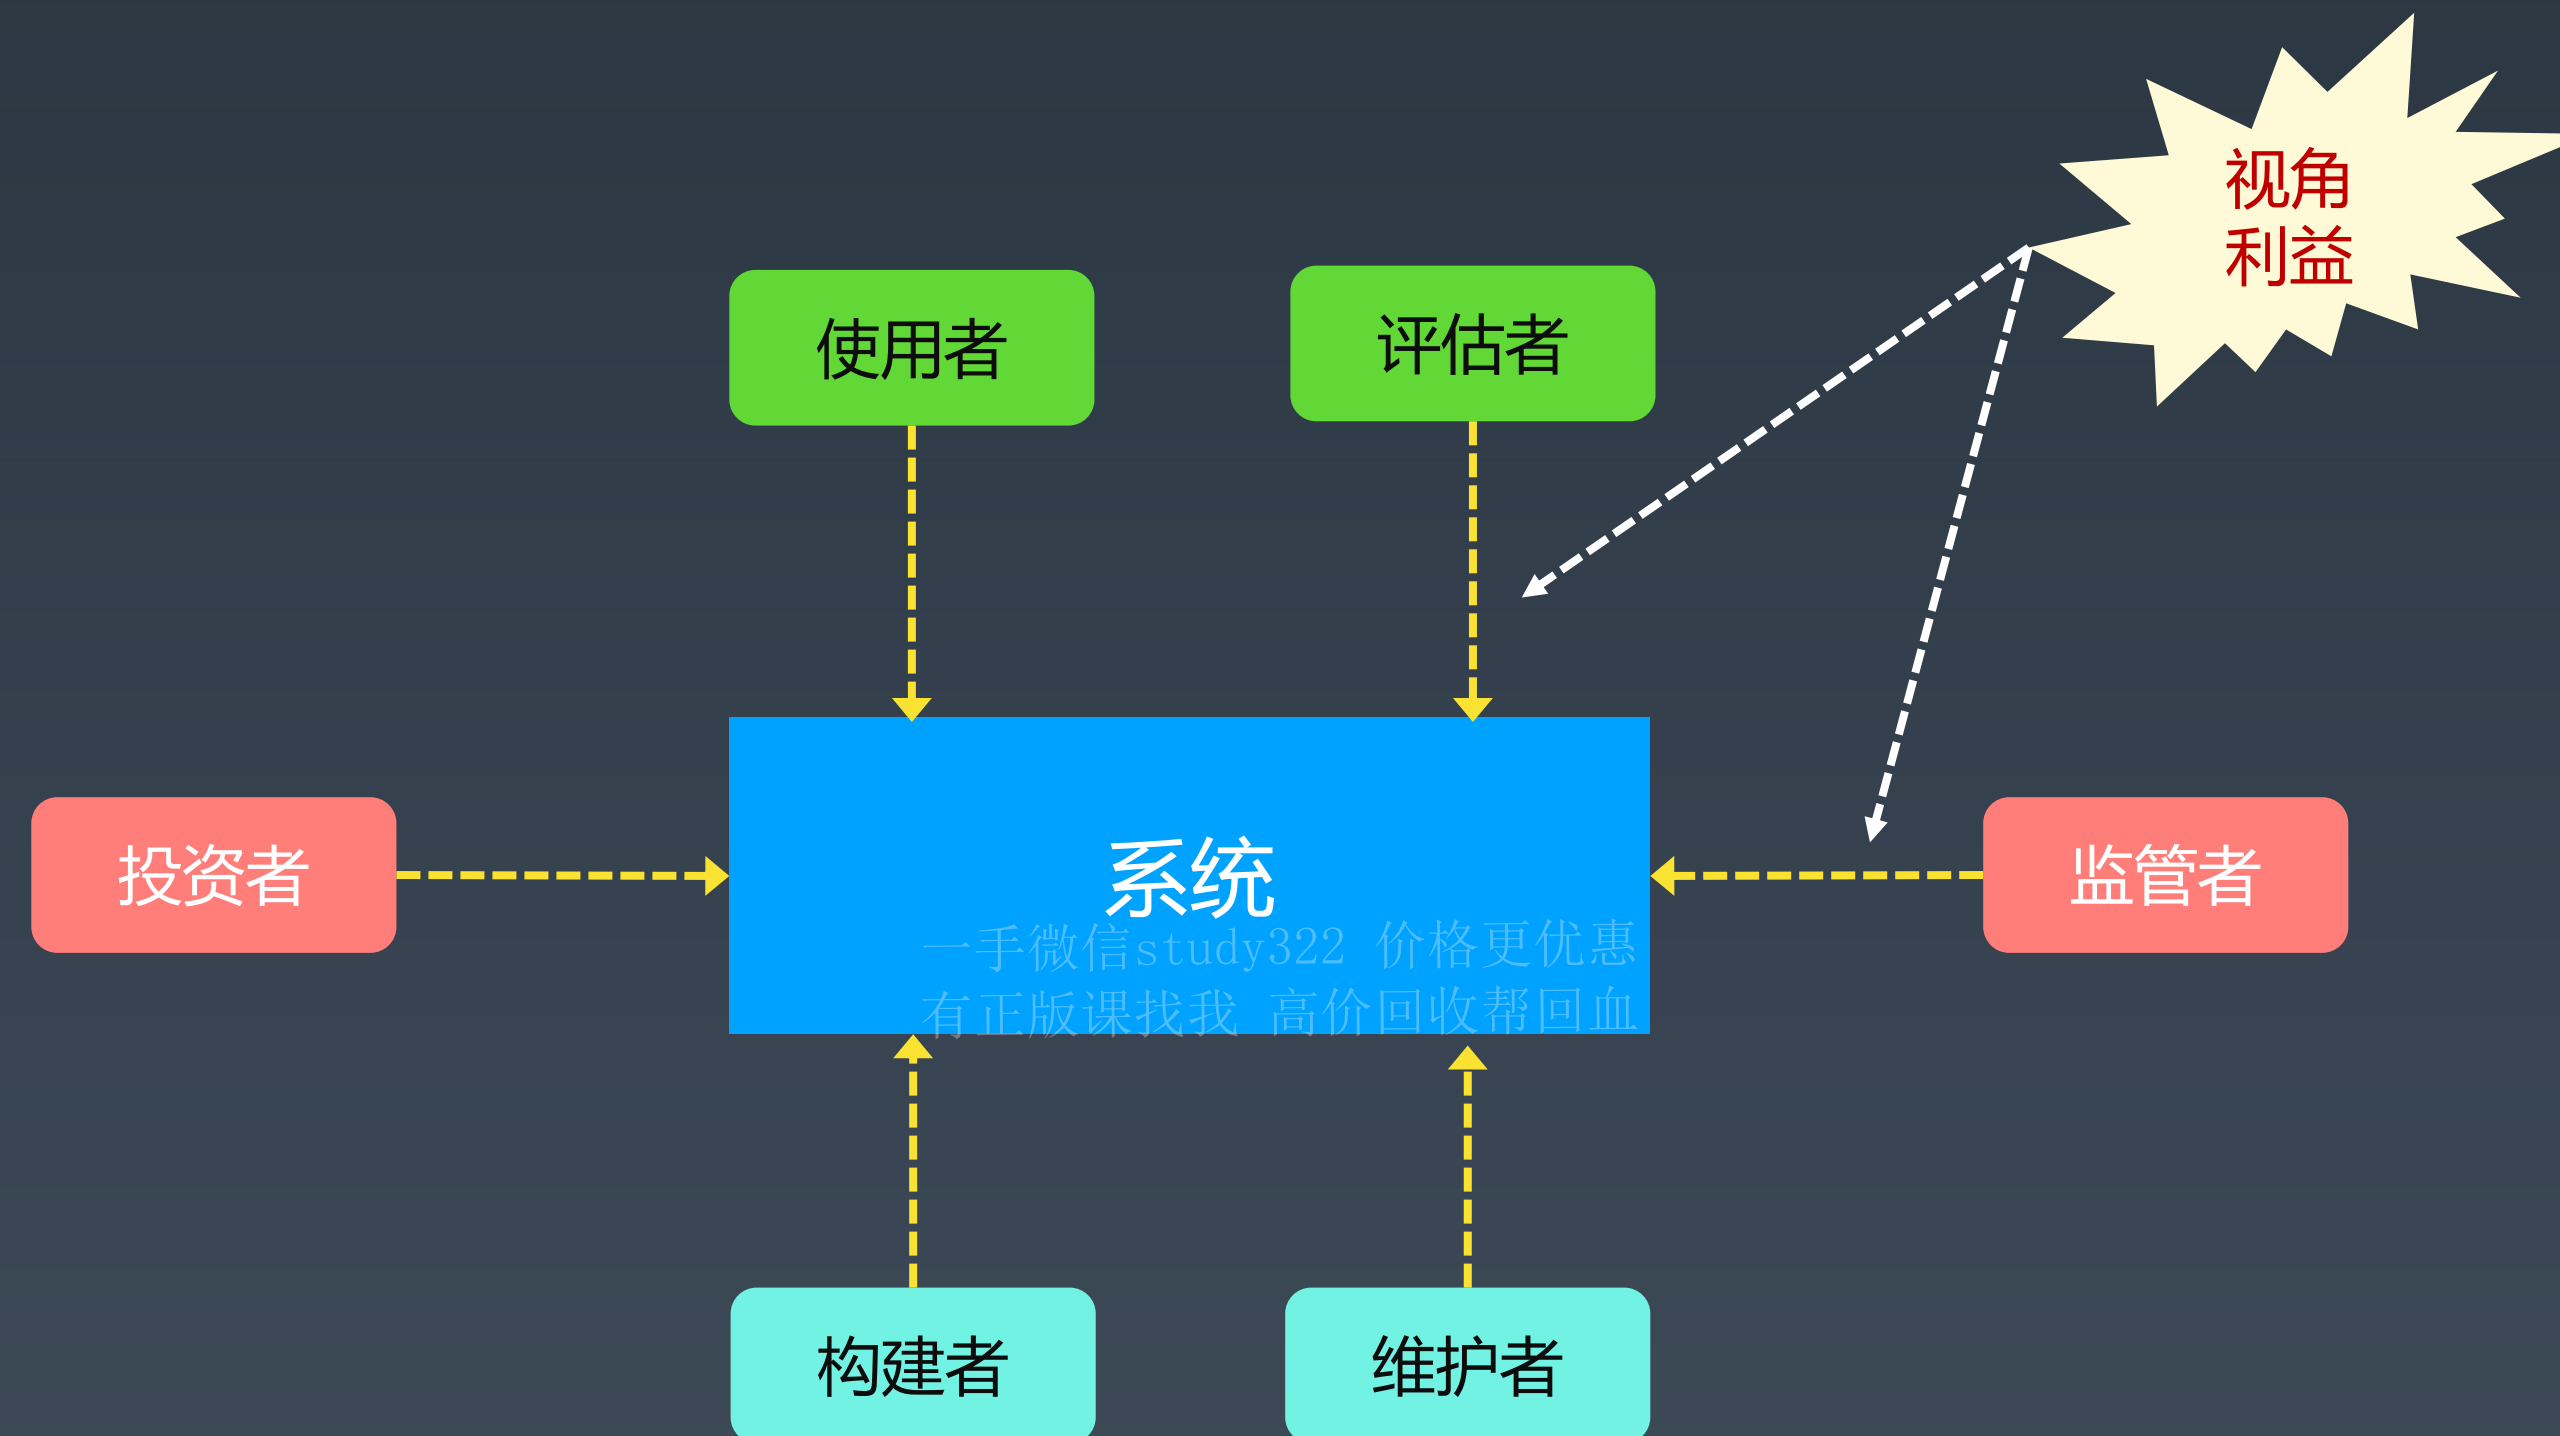 视角
利益
使用者
评估者
投资者
系统
监管者
一手微信study322 价格更优惠
有正版课找我 高价回收帮回血
构建者
维护者